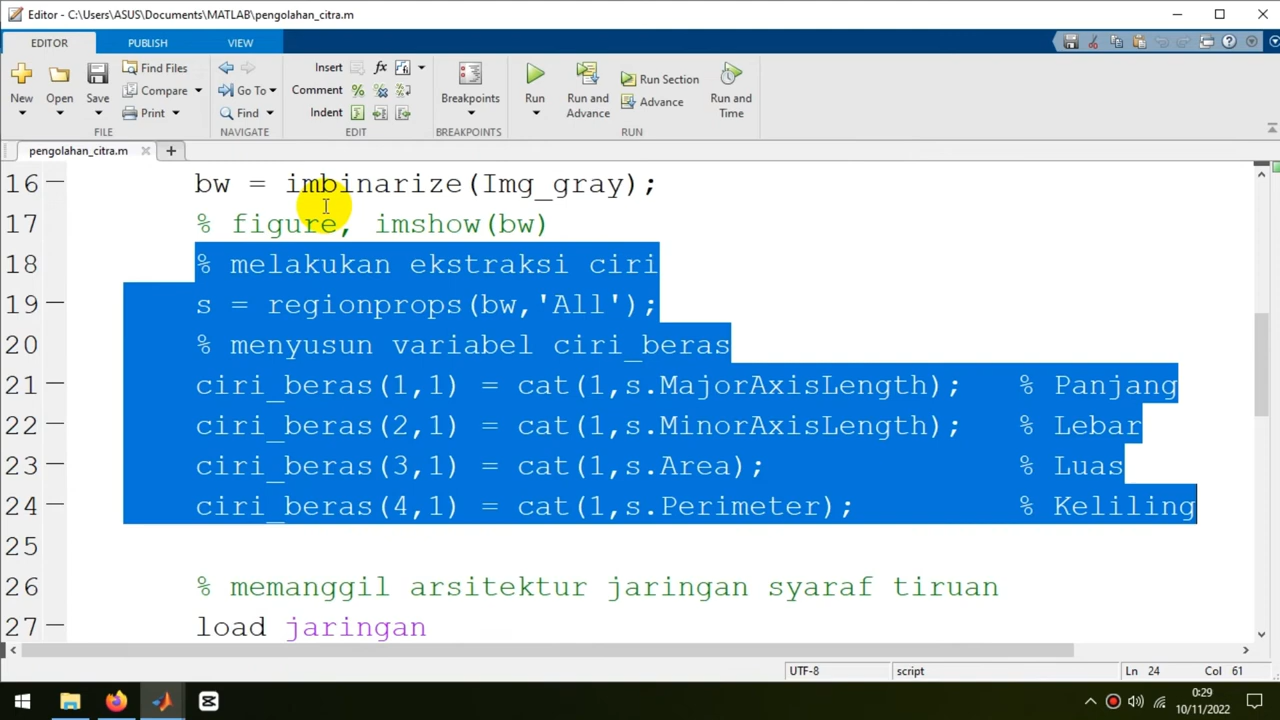 Editor - C:\Users\ASUS\Documents\MATLAB\pengolahan_citra.m
EDITOR PUBLISH VIEW
New Open Save Find Files Compare Print
FILE
Go To Find
NAVIGATE
Insert fx
Comment %
Indent
EDIT
Breakpoints
BREAKPOINTS
Run Run and Advance Run Section Advance Run and Time
RUN
pengolahan_citra.m
16 bw = imbinarize(Img_gray);
17 % figure, imshow(bw)
18 % melakukan ekstraksi ciri
19 s = regionprops(bw,'All');
20 % menyusun variabel ciri_beras
21 ciri_beras(1,1) = cat(1,s.MajorAxisLength); % Panjang
22 ciri_beras(2,1) = cat(1,s.MinorAxisLength); % Lebar
23 ciri_beras(3,1) = cat(1,s.Area); % Luas
24 ciri_beras(4,1) = cat(1,s.Perimeter); % Keliling
25
26 % memanggil arsitektur jaringan syaraf tiruan
27 load jaringan
UTF-8 script Ln 24 Col 61
0:29
10/11/2022